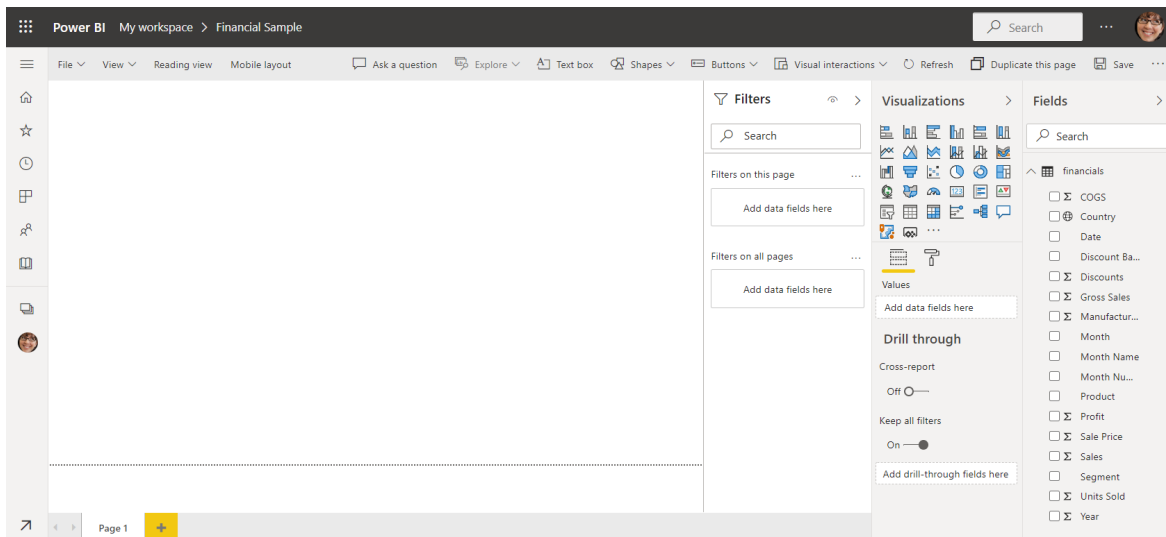 Power BI My workspace > Financial Sample
Search
File View Reading view Mobile layout Ask a question Explore Text box Shapes Buttons Visual interactions Refresh Duplicate this page Save
Filters
Search
Filters on this page
Add data fields here
Filters on all pages
Add data fields here
Visualizations
123
Values
Add data fields here
Drill through
Cross-report
Off
Keep all filters
On
Add drill-through fields here
Fields
Search
financials
Σ COGS
Country
Date
Discount Ba...
Σ Discounts
Σ Gross Sales
Σ Manufactur...
Month
Month Name
Month Nu...
Product
Σ Profit
Σ Sale Price
Σ Sales
Segment
Σ Units Sold
Σ Year
Page 1 +